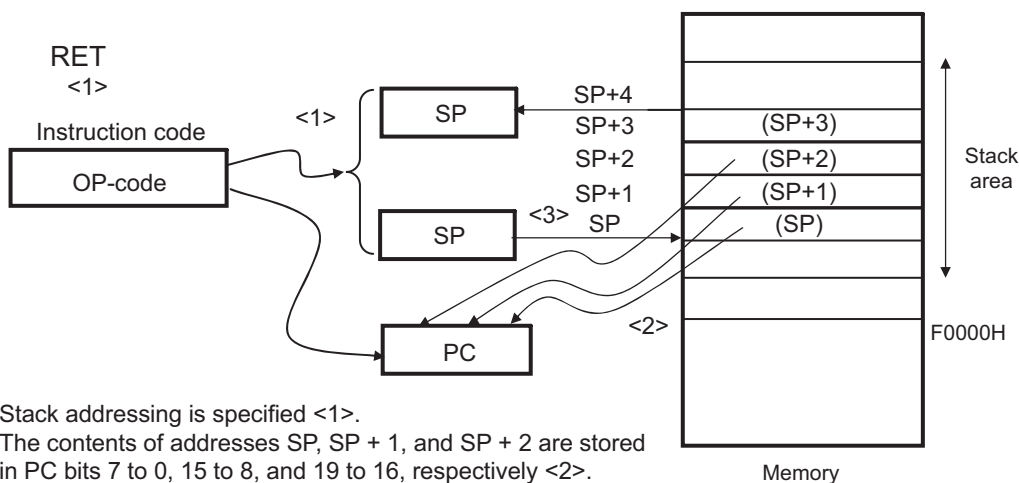 RET
<1>
Instruction code
OP-code
<1>
SP
SP
PC
SP+4
SP+3
SP+2
SP+1
<3>
SP
<2>
(SP+3)
(SP+2)
(SP+1)
(SP)
Stack
area
F0000H
Memory
Stack addressing is specified <1>.
The contents of addresses SP, SP + 1, and SP + 2 are stored
in PC bits 7 to 0, 15 to 8, and 19 to 16, respectively <2>.